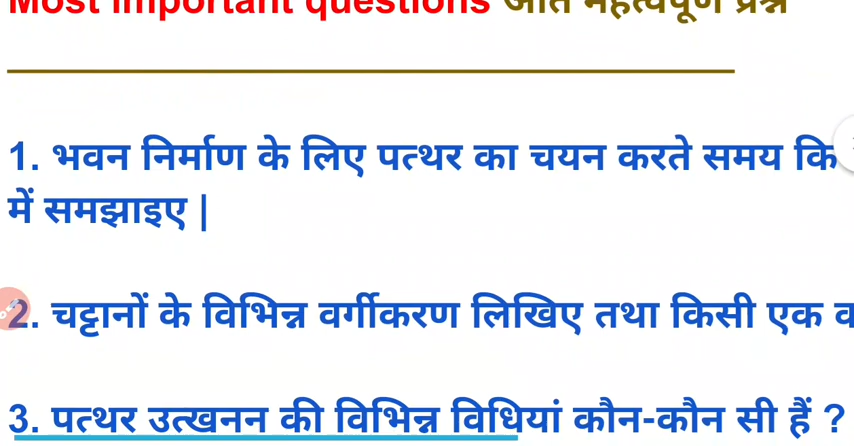 Most important questions अति महत्वपूर्ण प्रश्न
1. भवन निर्माण के लिए पत्थर का चयन करते समय कि
में समझाइए |
2. चट्टानों के विभिन्न वर्गीकरण लिखिए तथा किसी एक
3. पत्थर उत्खनन की विभिन्न विधियां कौन-कौन सी हैं ?